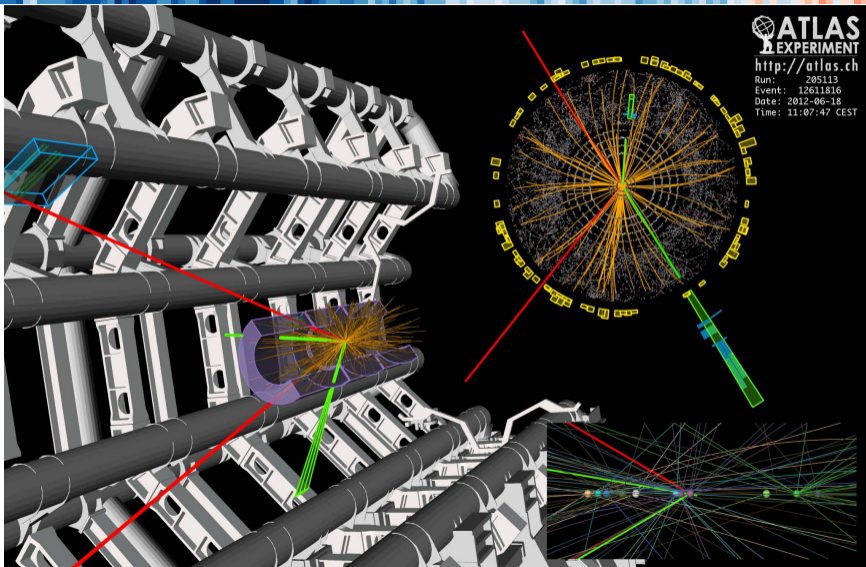 ATLAS
EXPERIMENT
http://atlas.ch
Run: 205113
Event: 12611816
Date: 2012-06-18
Time: 11:07:47 CEST